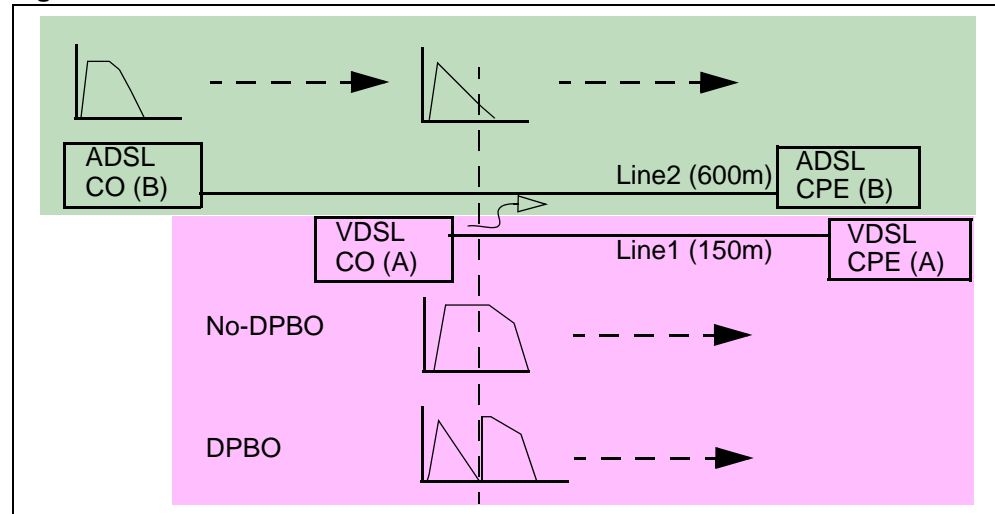 ADSL
CO (B)
Line2 (600m)
ADSL
CPE (B)
VDSL
CO (A)
Line1 (150m)
VDSL
CPE (A)
No-DPBO
DPBO